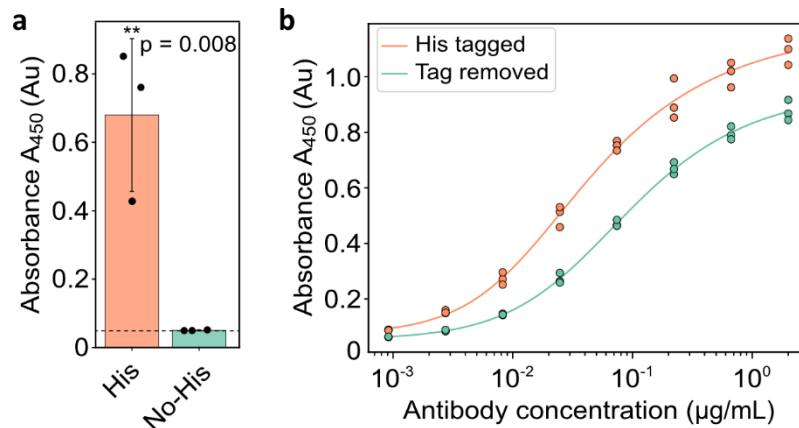 a
**
p = 0.008
Absorbance A450 (Au)
0.8
0.6
0.4
0.2
0
His
No-His
b
His tagged
Tag removed
Absorbance A450 (Au)
1.0
0.8
0.6
0.4
0.2
0
10-3
10-2
10-1
100
Antibody concentration (µg/mL)